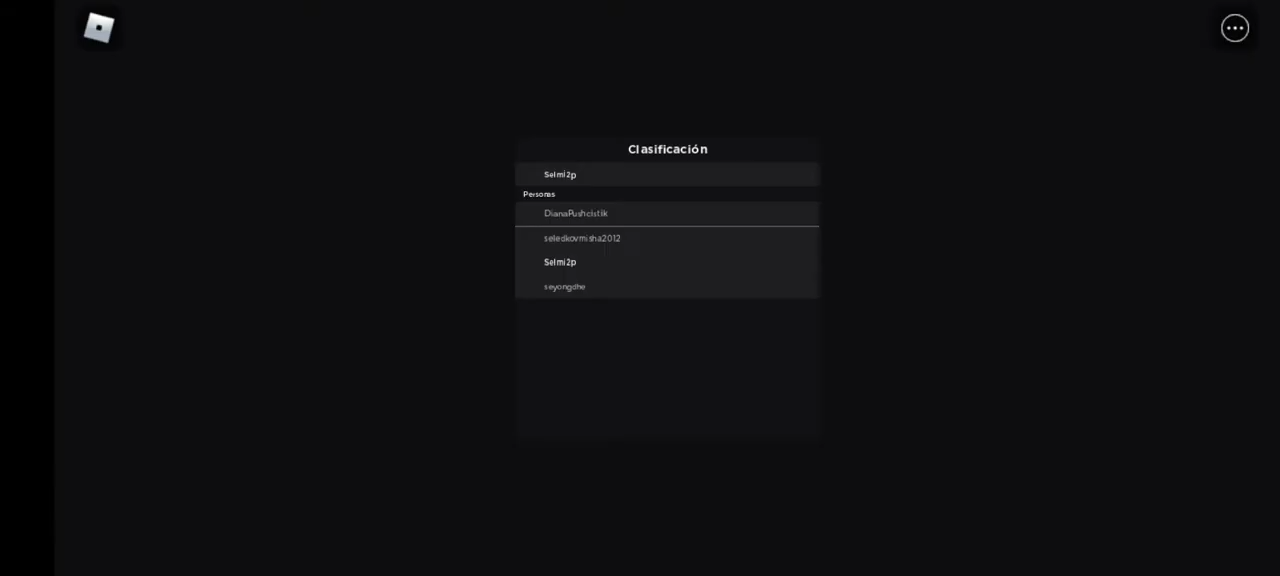 Clasificación
Selmi2p
Personas
DianaPushcistik
seledkovmisha2012
Selmi2p
seyongdhe